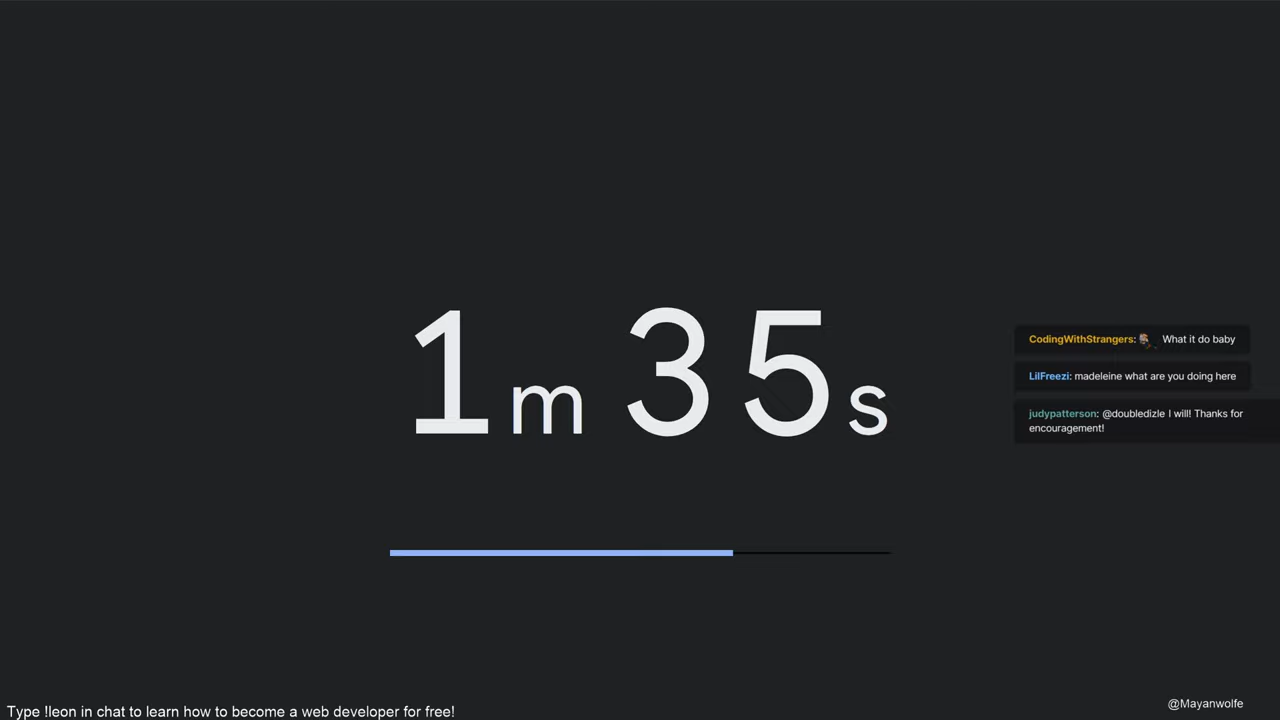 1m 35s
CodingWithStrangers: What it do baby
LilFreezi: madeleine what are you doing here
judypatterson: @doubledizle I will! Thanks for
encouragement!
@Mayanwolfe
Type !leon in chat to learn how to become a web developer for free!